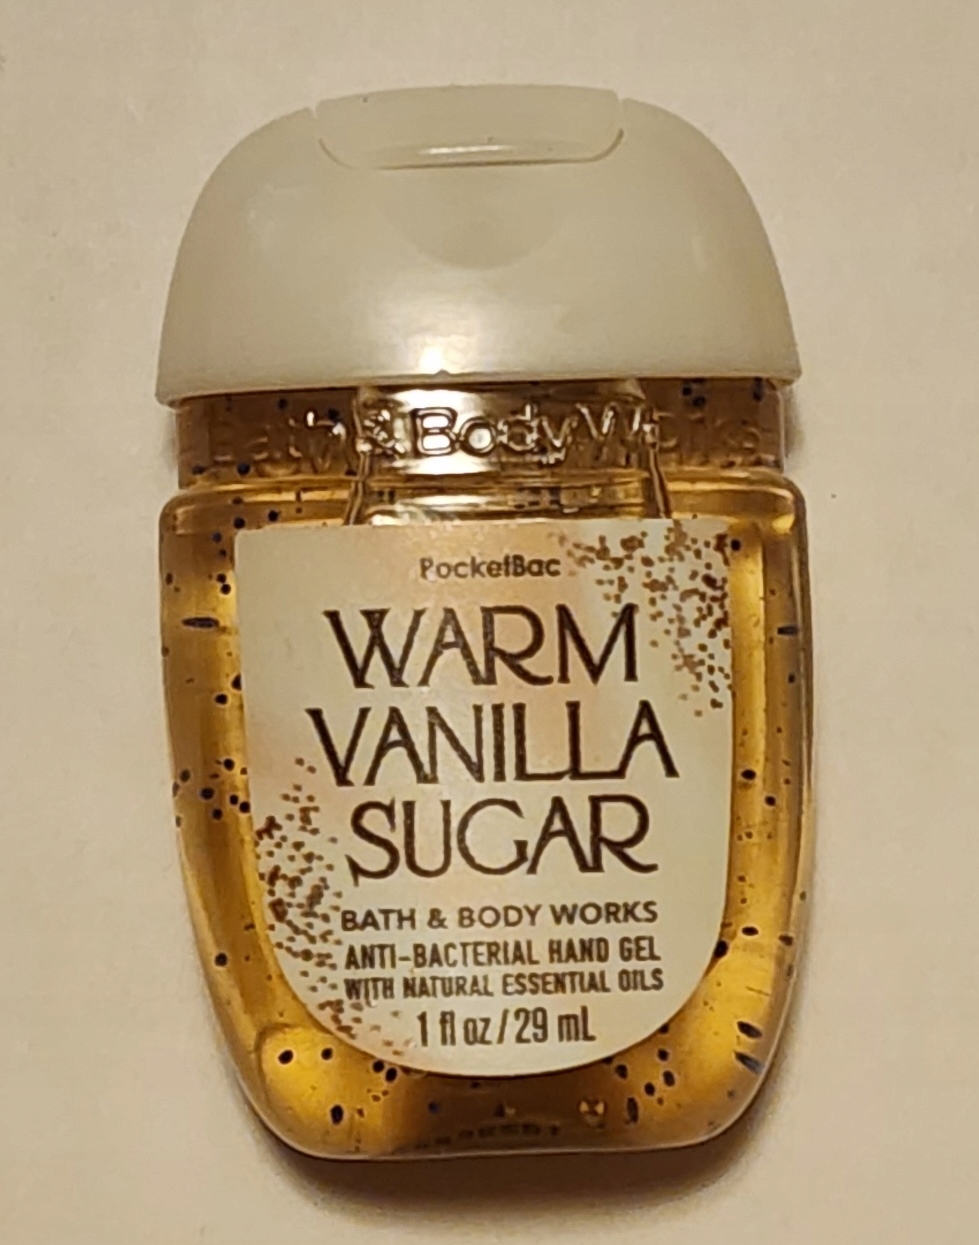 Bath & Body Works
PocketBac
WARM
VANILLA
SUGAR
BATH & BODY WORKS
ANTI-BACTERIAL HAND GEL
WITH NATURAL ESSENTIAL OILS
1 fl oz / 29 mL